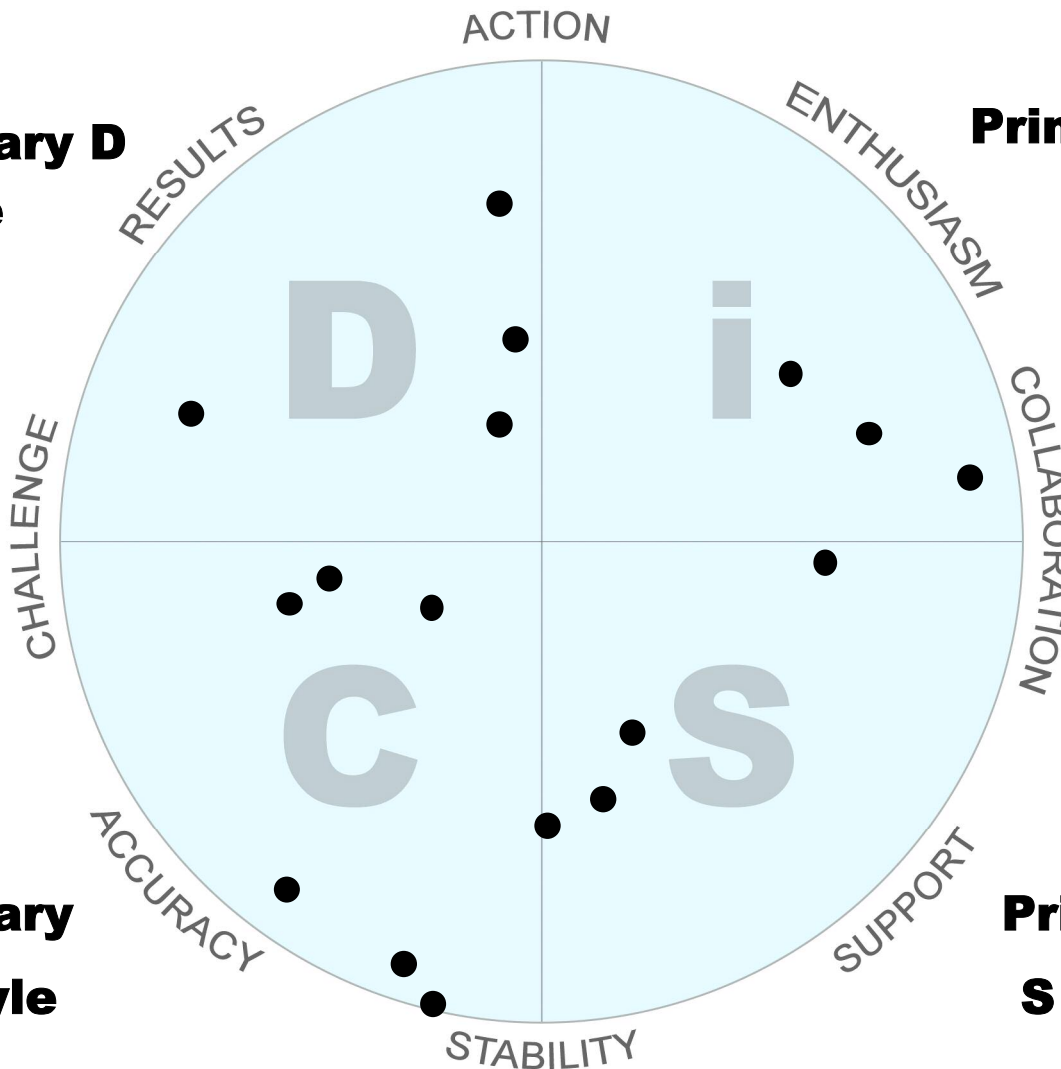 ACTION
ENTHUSIASM
RESULTS
ary D
Prin
e
D
i
CHALLENGE
COLLABORATION
C
S
ACCURACY
SUPPORT
ary
Pri
yle
S
STABILITY